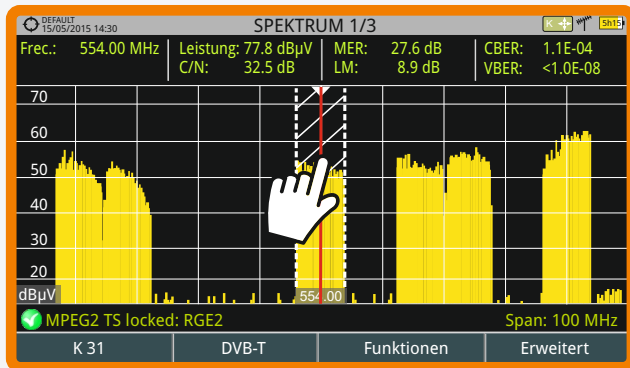 DEFAULT
15/05/2015 14:30
SPEKTRUM 1/3
K
5h15
Frec.: 554.00 MHz
Leistung: 77.8 dBµV
C/N: 32.5 dB
MER: 27.6 dB
LM: 8.9 dB
CBER: 1.1E-04
VBER: <1.0E-08
70
60
50
40
30
20
dBµV
554.00
MPEG2 TS locked: RGE2
Span: 100 MHz
K 31
DVB-T
Funktionen
Erweitert